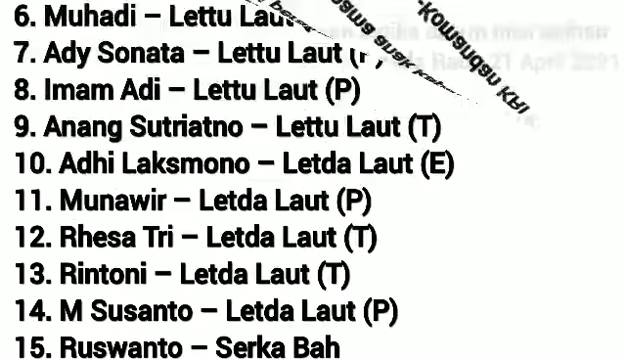 6. Muhadi – Lettu Laut
7. Ady Sonata – Lettu Laut
8. Imam Adi – Lettu Laut (P)
9. Anang Sutriatno – Lettu Laut (T)
10. Adhi Laksmono – Letda Laut (E)
11. Munawir – Letda Laut (P)
12. Rhesa Tri – Letda Laut (T)
13. Rintoni – Letda Laut (T)
14. M Susanto – Letda Laut (P)
15. Ruswanto – Serka Bah